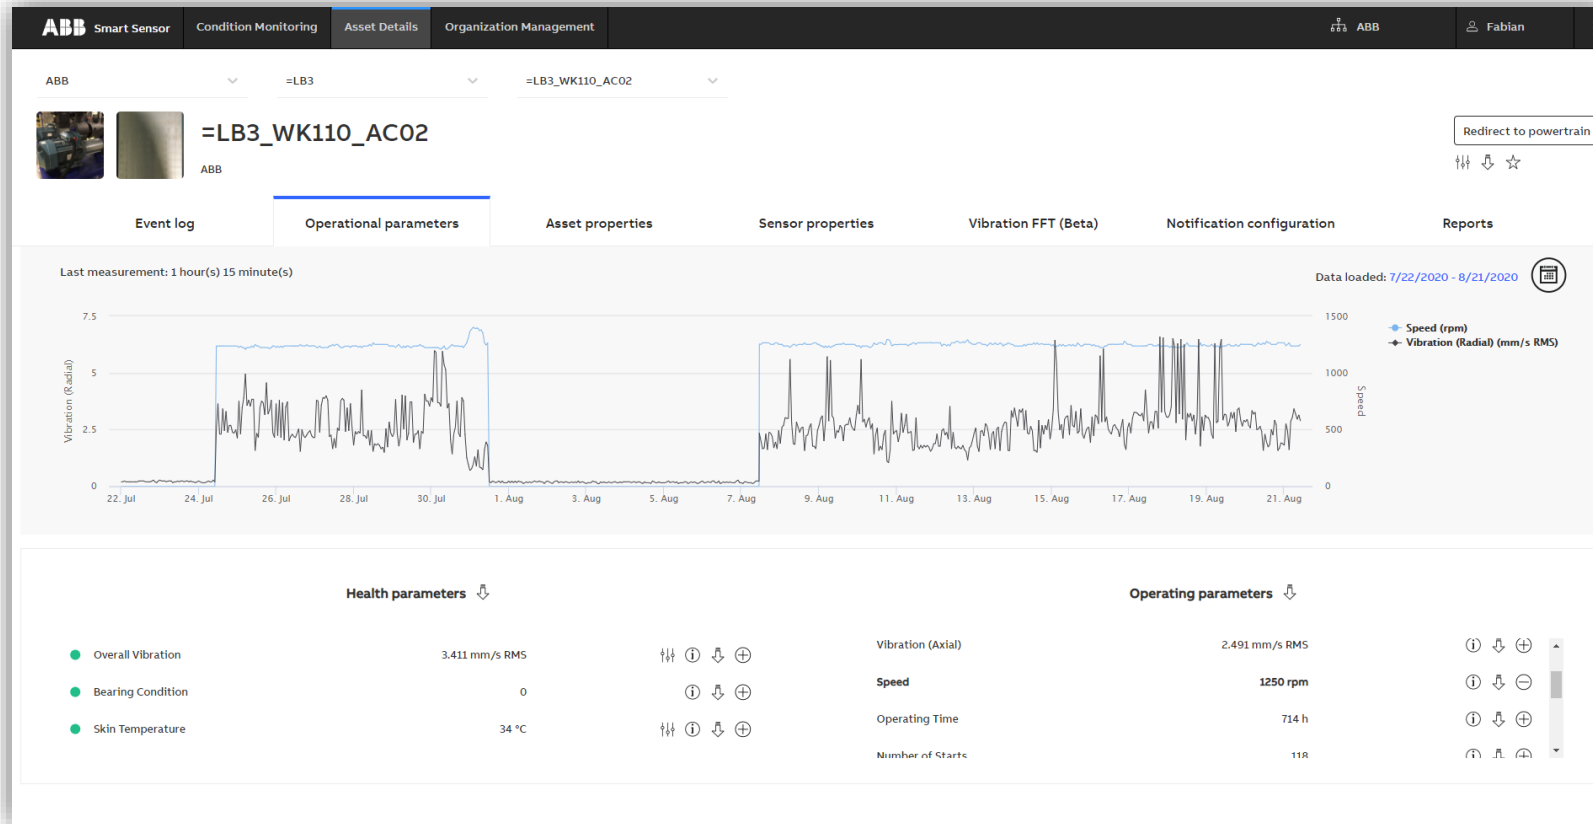 ABB Smart Sensor Condition Monitoring Asset Details Organization Management ABB Fabian
ABB =LB3 =LB3_WK110_AC02
=LB3_WK110_AC02
ABB
Redirect to powertrain
Event log Operational parameters Asset properties Sensor properties Vibration FFT (Beta) Notification configuration Reports
Last measurement: 1 hour(s) 15 minute(s)
Data loaded: 7/22/2020 - 8/21/2020
7.5
5
2.5
0
Vibration (Radial)
1500
1000
500
0
Speed
Speed (rpm)
Vibration (Radial) (mm/s RMS)
22. Jul 24. Jul 26. Jul 28. Jul 30. Jul 1. Aug 3. Aug 5. Aug 7. Aug 9. Aug 11. Aug 13. Aug 15. Aug 17. Aug 19. Aug 21. Aug
Health parameters
Overall Vibration 3.411 mm/s RMS
Bearing Condition 0
Skin Temperature 34 °C
Operating parameters
Vibration (Axial) 2.491 mm/s RMS
Speed 1250 rpm
Operating Time 714 h
Number of Starts 118